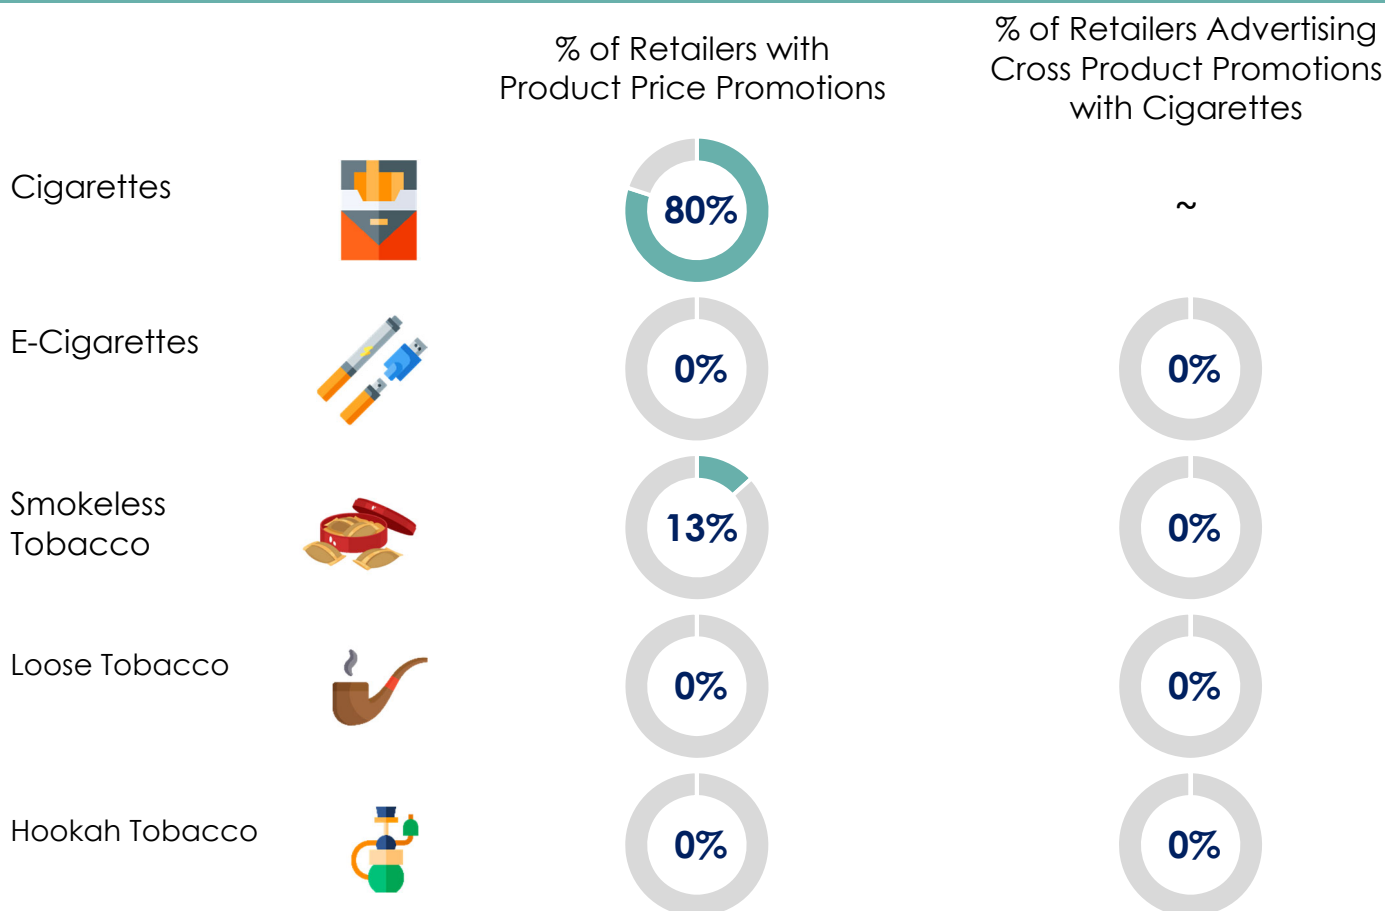 % of Retailers with
Product Price Promotions
% of Retailers Advertising
Cross Product Promotions
with Cigarettes
Cigarettes
80%
~
E-Cigarettes
0%
0%
Smokeless
Tobacco
13%
0%
Loose Tobacco
0%
0%
Hookah Tobacco
0%
0%